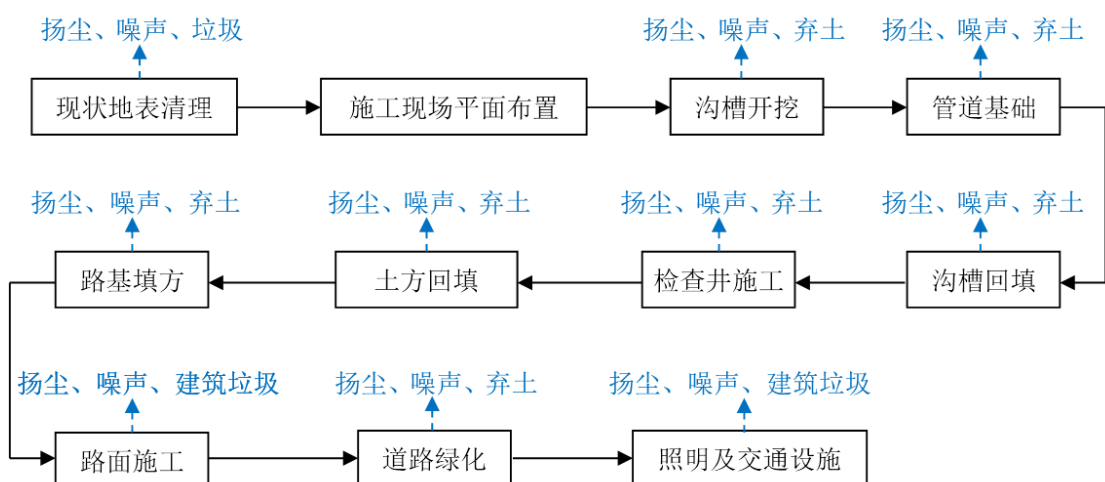 扬尘、噪声、垃圾
扬尘、噪声、弃土
扬尘、噪声、弃土
现状地表清理
施工现场平面布置
沟槽开挖
管道基础
扬尘、噪声、弃土
扬尘、噪声、弃土
扬尘、噪声、弃土
扬尘、噪声、弃土
路基填方
土方回填
检查井施工
沟槽回填
扬尘、噪声、建筑垃圾
扬尘、噪声、弃土
扬尘、噪声、建筑垃圾
路面施工
道路绿化
照明及交通设施